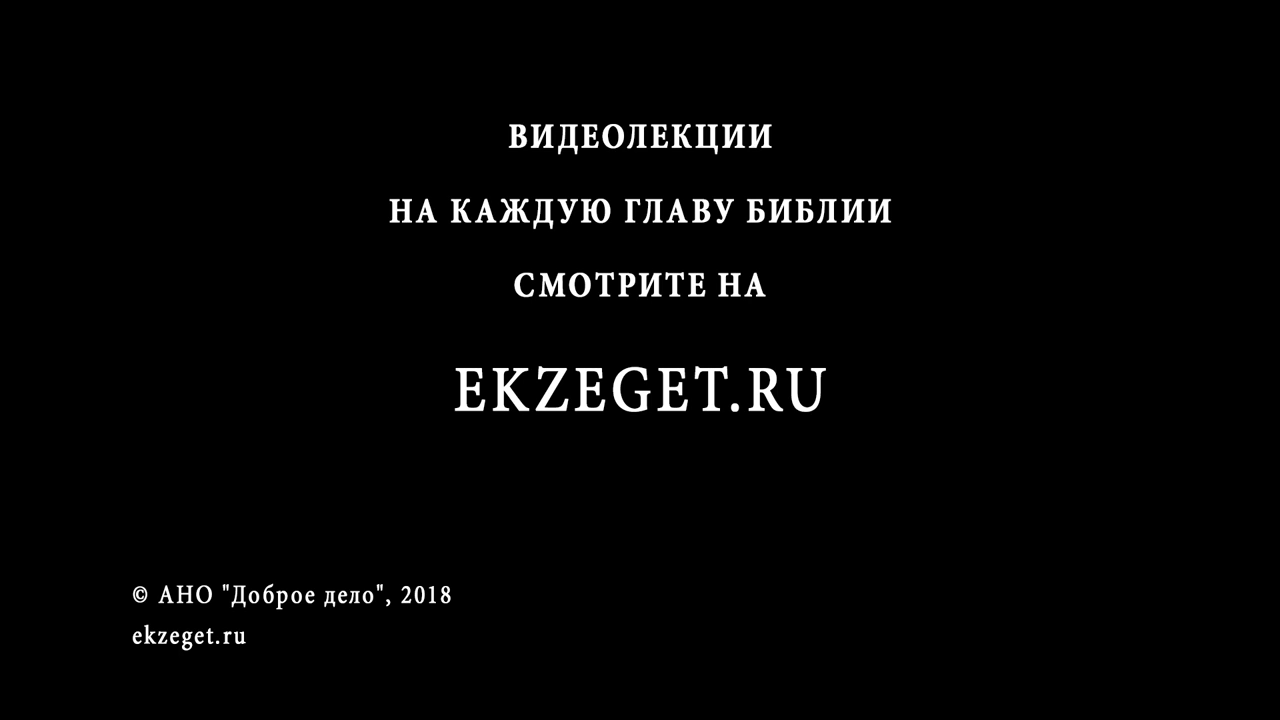 ВИДЕОЛЕКЦИИ
НА КАЖДУЮ ГЛАВУ БИБЛИИ
СМОТРИТЕ НА
EKZEGET.RU
© АНО "Доброе дело", 2018
ekzeget.ru